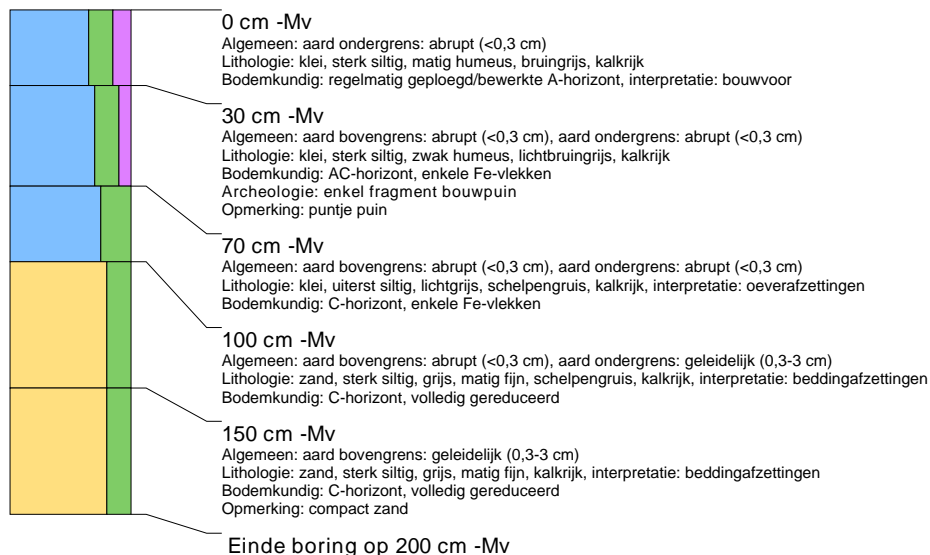 0 cm -Mv
Algemeen: aard ondergrens: abrupt (<0,3 cm)
Lithologie: klei, sterk siltig, matig humeus, bruingrijs, kalkrijk
Bodemkundig: regelmatig geploegd/bewerkte A-horizont, interpretatie: bouwvoor
30 cm -Mv
Algemeen: aard bovengrens: abrupt (<0,3 cm), aard ondergrens: abrupt (<0,3 cm)
Lithologie: klei, sterk siltig, zwak humeus, lichtbruingrijs, kalkrijk
Bodemkundig: AC-horizont, enkele Fe-vlekken
Archeologie: enkel fragment bouwpuin
Opmerking: puntje puin
70 cm -Mv
Algemeen: aard bovengrens: abrupt (<0,3 cm), aard ondergrens: abrupt (<0,3 cm)
Lithologie: klei, uiterst siltig, lichtgrijs, schelpengruis, kalkrijk, interpretatie: oeverafzettingen
Bodemkundig: C-horizont, enkele Fe-vlekken
100 cm -Mv
Algemeen: aard bovengrens: abrupt (<0,3 cm), aard ondergrens: geleidelijk (0,3-3 cm)
Lithologie: zand, sterk siltig, grijs, matig fijn, schelpengruis, kalkrijk, interpretatie: beddingafzettingen
Bodemkundig: C-horizont, volledig gereduceerd
150 cm -Mv
Algemeen: aard bovengrens: geleidelijk (0,3-3 cm)
Lithologie: zand, sterk siltig, grijs, matig fijn, kalkrijk, interpretatie: beddingafzettingen
Bodemkundig: C-horizont, volledig gereduceerd
Opmerking: compact zand
Einde boring op 200 cm -Mv